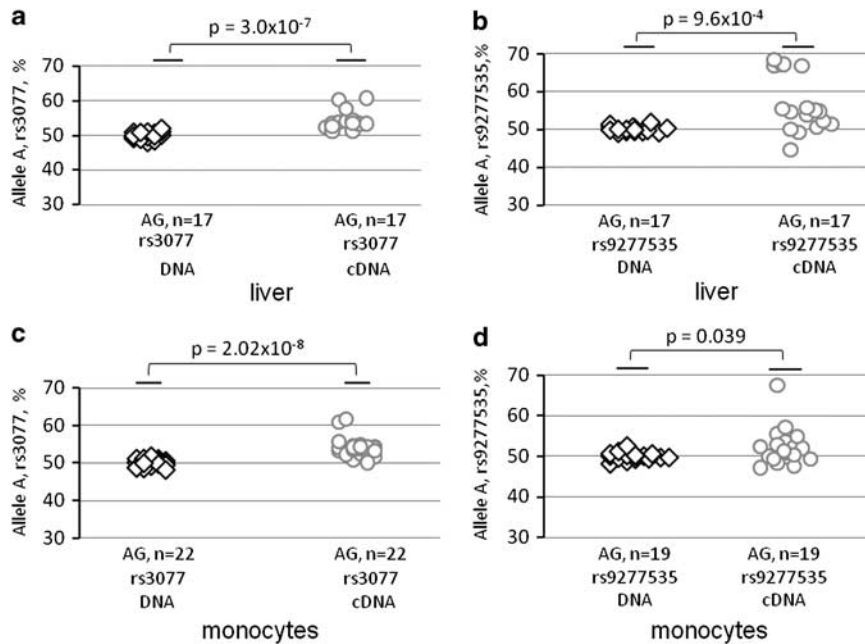 a
p = 3.0x10⁻⁷
Allele A, rs3077, %
70
60
50
40
30
AG, n=17 AG, n=17
rs3077 rs3077
DNA cDNA
liver
b
p = 9.6x10⁻⁴
Allele A, rs9277535,%
70
60
50
40
30
AG, n=17 AG, n=17
rs9277535 rs9277535
DNA cDNA
liver
c
p = 2.02x10⁻⁸
Allele A, rs3077, %
70
60
50
40
30
AG, n=22 AG, n=22
rs3077 rs3077
DNA cDNA
monocytes
d
p = 0.039
Allele A, rs9277535,%
70
60
50
40
30
AG, n=19 AG, n=19
rs9277535 rs9277535
DNA cDNA
monocytes